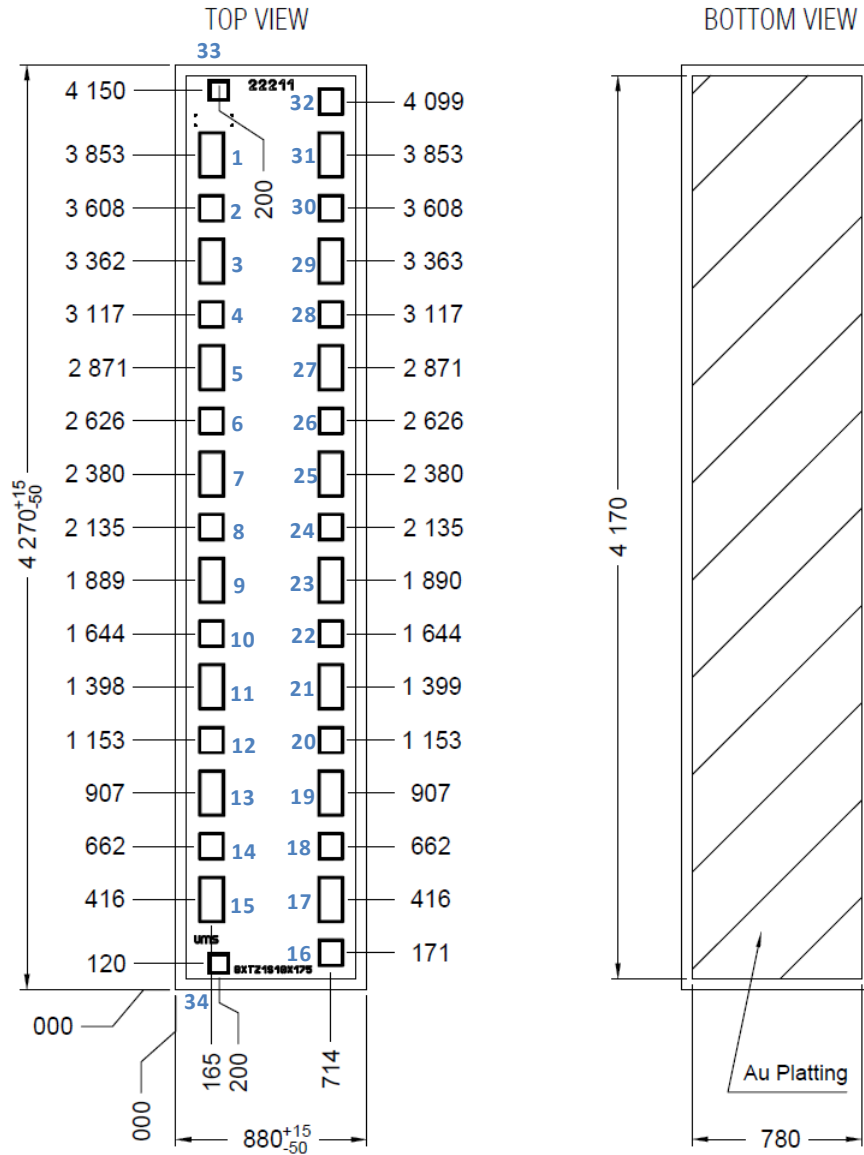 TOP VIEW BOTTOM VIEW
33
4 150 22211 32 4 099
3 853 1 200 31 3 853
3 608 2 30 3 608
3 362 3 29 3 363
3 117 4 28 3 117
2 871 5 27 2 871
2 626 6 26 2 626
2 380 7 25 2 380
4 270 +15 -50 4 170
2 135 8 24 2 135
1 889 9 23 1 890
1 644 10 22 1 644
1 398 11 21 1 399
1 153 12 20 1 153
907 13 19 907
662 14 18 662
416 15 17 416
ums
120 16 171
34
000
000 165 200 714
Au Platting
880 +15 -50 780